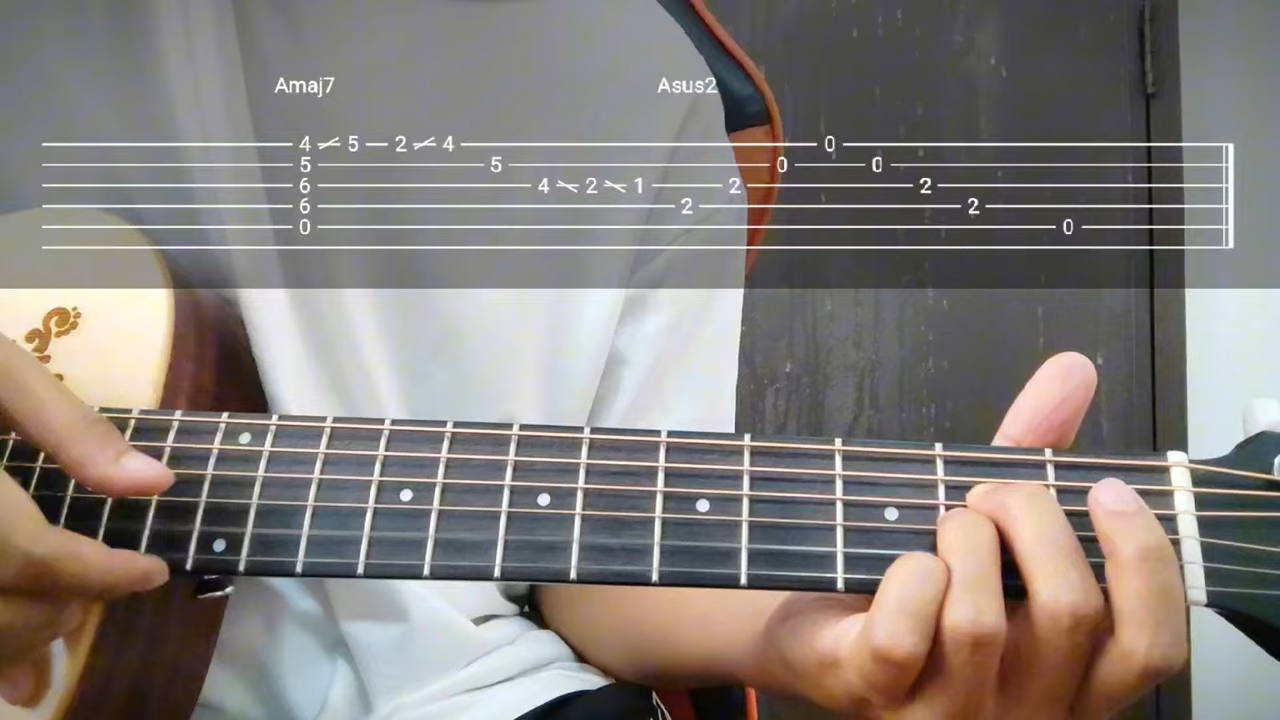 Amaj7 Asus2
4 5 2 4 0
5 5 0 0
6 4 2 1 2 2
6 2 2
0 0